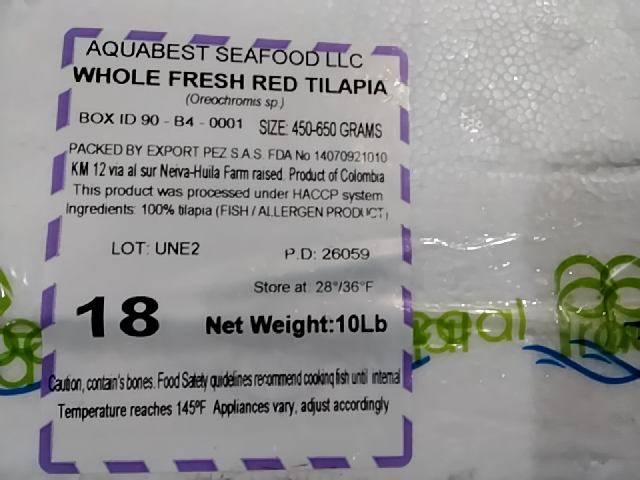 AQUABEST SEAFOOD LLC
WHOLE FRESH RED TILAPIA
(Oreochromis sp.)
BOX ID 90 - B4 - 0001 SIZE: 450-650 GRAMS
PACKED BY EXPORT PEZ S.A.S. FDA No 14070921010
KM 12 via al sur Neiva-Huila Farm raised. Product of Colombia
This product was processed under HACCP system
Ingredients: 100% tilapia (FISH / ALLERGEN PRODUCT)
LOT: UNE2 P.D: 26059
Store at: 28°/36°F
18 Net Weight:10Lb
Caution, contain's bones. Food Safety guidelines recommend cooking fish until internal
Temperature reaches 145ºF Appliances vary, adjust accordingly